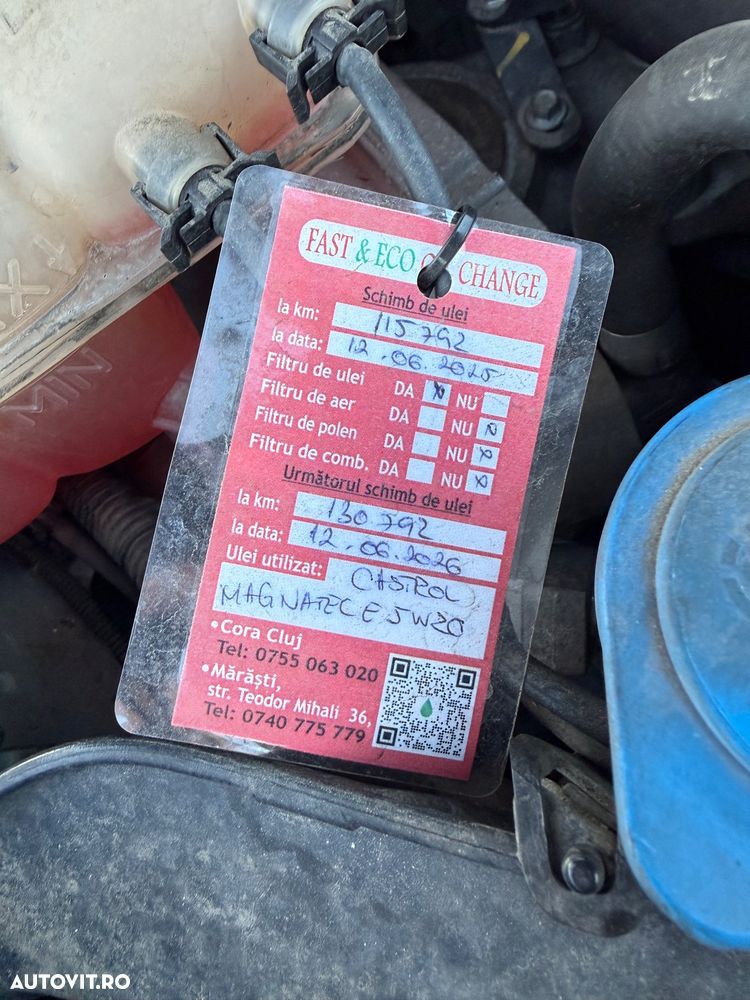 FAST & ECO CHANGE
Schimb de ulei
la km: 115792
la data: 12.06.2025
Filtru de ulei DA x NU
Filtru de aer DA NU x
Filtru de polen DA NU x
Filtru de comb. DA NU x
Următorul schimb de ulei
la km: 130792
la data: 12.06.2026
Ulei utilizat: CASTROL
MAGNATEC E 5W20
•Cora Cluj
Tel: 0755 063 020
•Mărăști,
str. Teodor Mihali 36,
Tel: 0740 775 779
MIN
AUTOVIT.RO